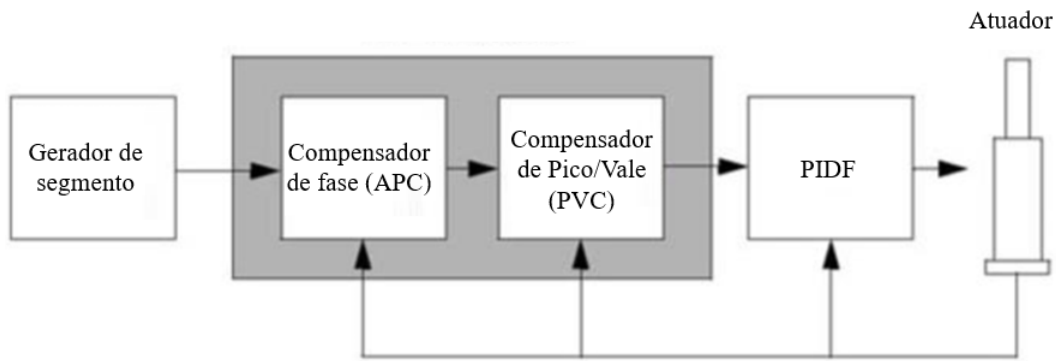 Atuador
Gerador de
segmento
Compensador
de fase (APC)
Compensador
de Pico/Vale
(PVC)
PIDF